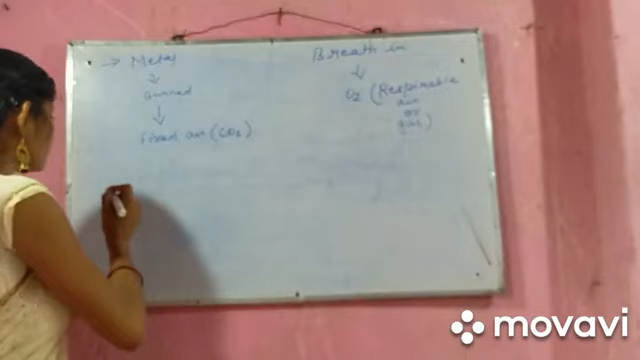 → Metal
↓
burned
↓
fixed air (CO2)
Breath in
↓
O2 (Respirable
air
or
gas)
movavi